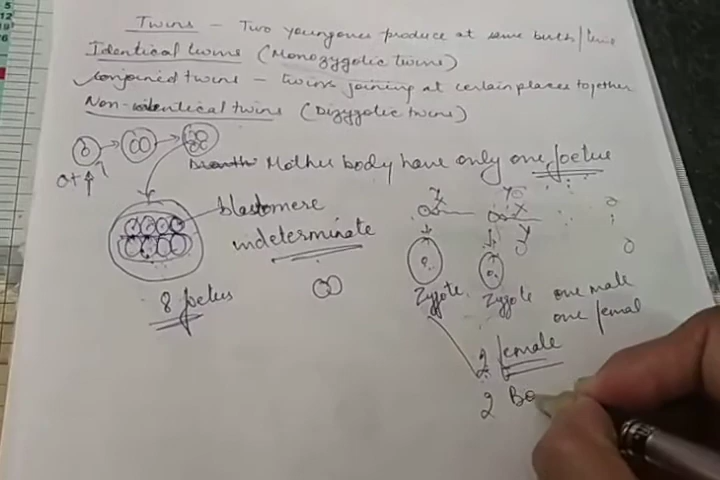 Twins - Two youngones produce at same birth/time
Identical twins (Monozygotic twins)
Conjoined twins - twins joining at certain places together
Non-identical twins (Dizygotic twins)
Mother body have only one foetus
blastomere
indeterminate
8 foetus
Zygote
Zygote
one male
one femal
2 female
2 Bo